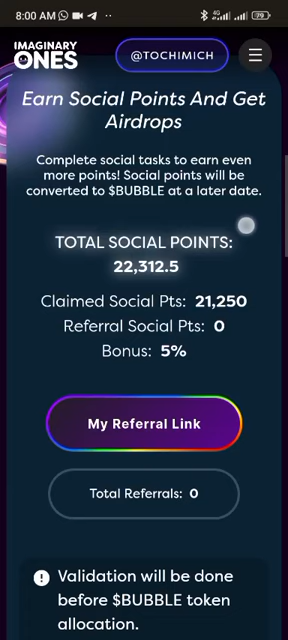 8:00 AM
4G
79
IMAGINARY
ONES
@TOCHIMICH
Earn Social Points And Get
Airdrops
Complete social tasks to earn even
more points! Social points will be
converted to $BUBBLE at a later date.
TOTAL SOCIAL POINTS:
22,312.5
Claimed Social Pts: 21,250
Referral Social Pts: 0
Bonus: 5%
My Referral Link
Total Referrals: 0
Validation will be done
before $BUBBLE token
allocation.